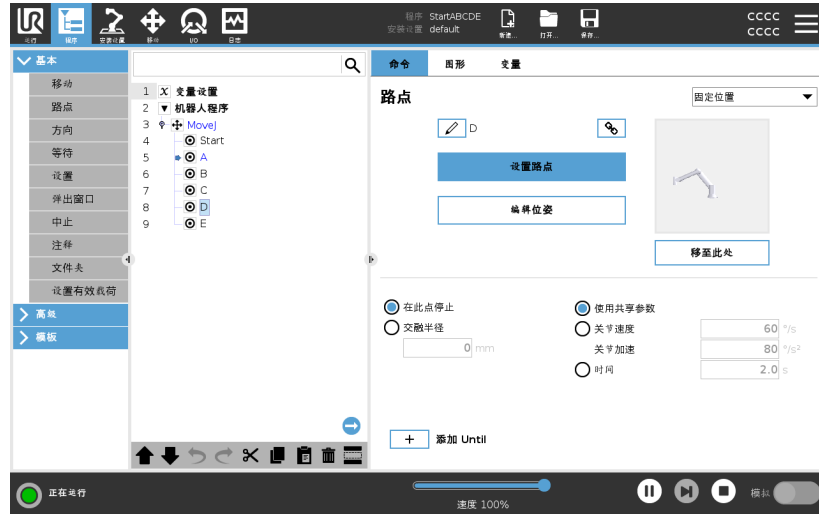 UR
运行 程序 安装设置 移动 I/O 日志
程序 StartABCDE
安装设置 default
新建... 打开... 保存...
CCCC
CCCC
基本
移动
路点
方向
等待
设置
弹出窗口
中止
注释
文件夹
设置有效载荷
高级
模板
1 X 变量设置
2 机器人程序
3 MoveJ
4 Start
5 A
6 B
7 C
8 D
9 E
命令 图形 变量
路点
固定位置
D
设置路点
编辑位姿
移至此处
在此点停止
交融半径
0 mm
使用共享参数
关节速度 60 °/s
关节加速 80 °/s²
时间 2.0 s
+ 添加 Until
正在运行
速度 100%
模拟